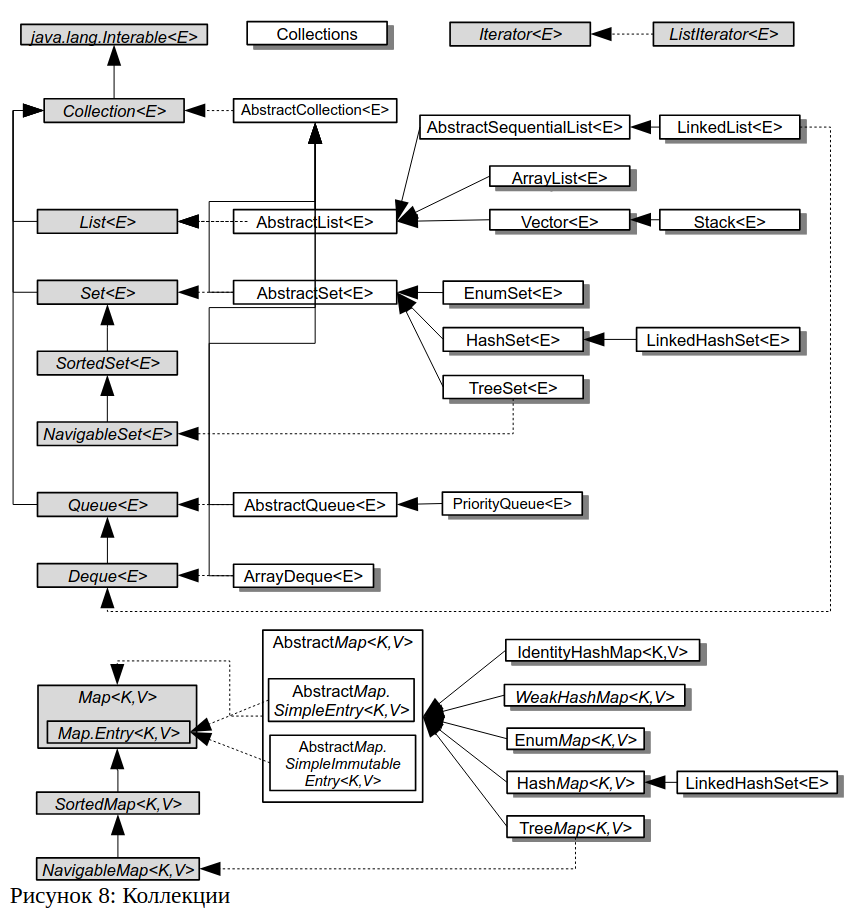 java.lang.Interable<E>
Collections
Iterator<E>
ListIterator<E>
Collection<E>
AbstractCollection<E>
AbstractSequentialList<E>
LinkedList<E>
ArrayList<E>
List<E>
AbstractList<E>
Vector<E>
Stack<E>
Set<E>
AbstractSet<E>
EnumSet<E>
HashSet<E>
LinkedHashSet<E>
SortedSet<E>
TreeSet<E>
NavigableSet<E>
Queue<E>
AbstractQueue<E>
PriorityQueue<E>
Deque<E>
ArrayDeque<E>
AbstractMap<K,V>
IdentityHashMap<K,V>
Map<K,V>
AbstractMap.
SimpleEntry<K,V>
WeakHashMap<K,V>
Map.Entry<K,V>
AbstractMap.
SimpleImmutable
Entry<K,V>
EnumMap<K,V>
HashMap<K,V>
LinkedHashSet<E>
SortedMap<K,V>
TreeMap<K,V>
NavigableMap<K,V>
Рисунок 8: Коллекции